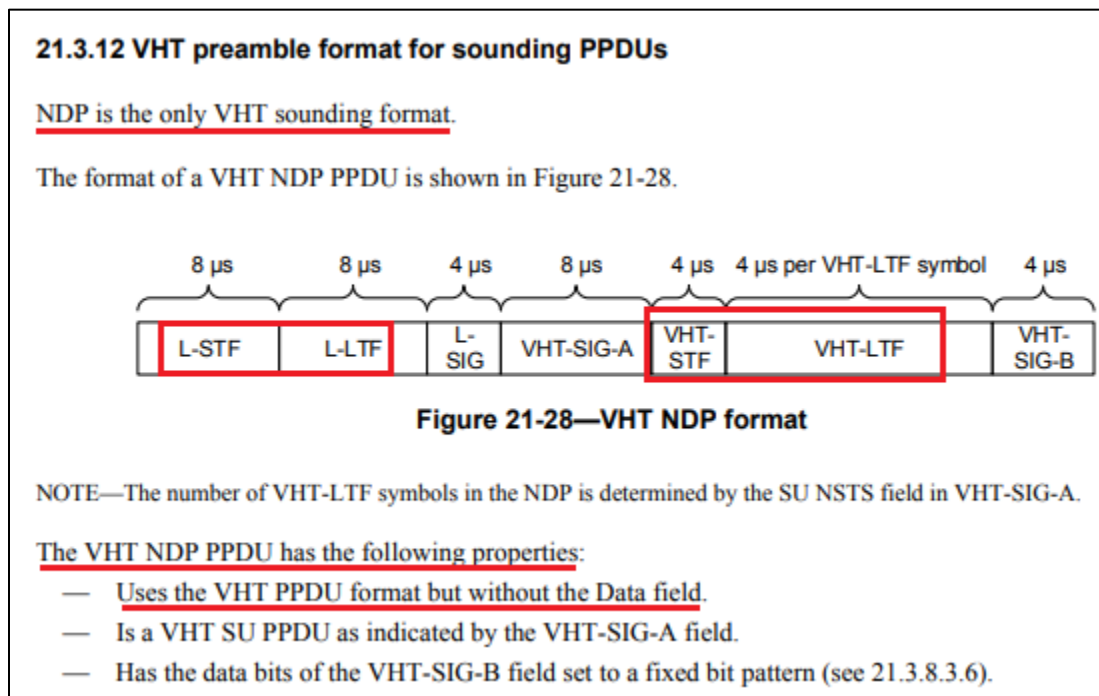 21.3.12 VHT preamble format for sounding PPDUs
NDP is the only VHT sounding format.
The format of a VHT NDP PPDU is shown in Figure 21-28.
8 µs 8 µs 4 µs 8 µs 4 µs 4 µs per VHT-LTF symbol 4 µs
L-STF L-LTF L-SIG VHT-SIG-A VHT-STF VHT-LTF VHT-SIG-B
Figure 21-28—VHT NDP format
NOTE—The number of VHT-LTF symbols in the NDP is determined by the SU NSTS field in VHT-SIG-A.
The VHT NDP PPDU has the following properties:
— Uses the VHT PPDU format but without the Data field.
— Is a VHT SU PPDU as indicated by the VHT-SIG-A field.
— Has the data bits of the VHT-SIG-B field set to a fixed bit pattern (see 21.3.8.3.6).